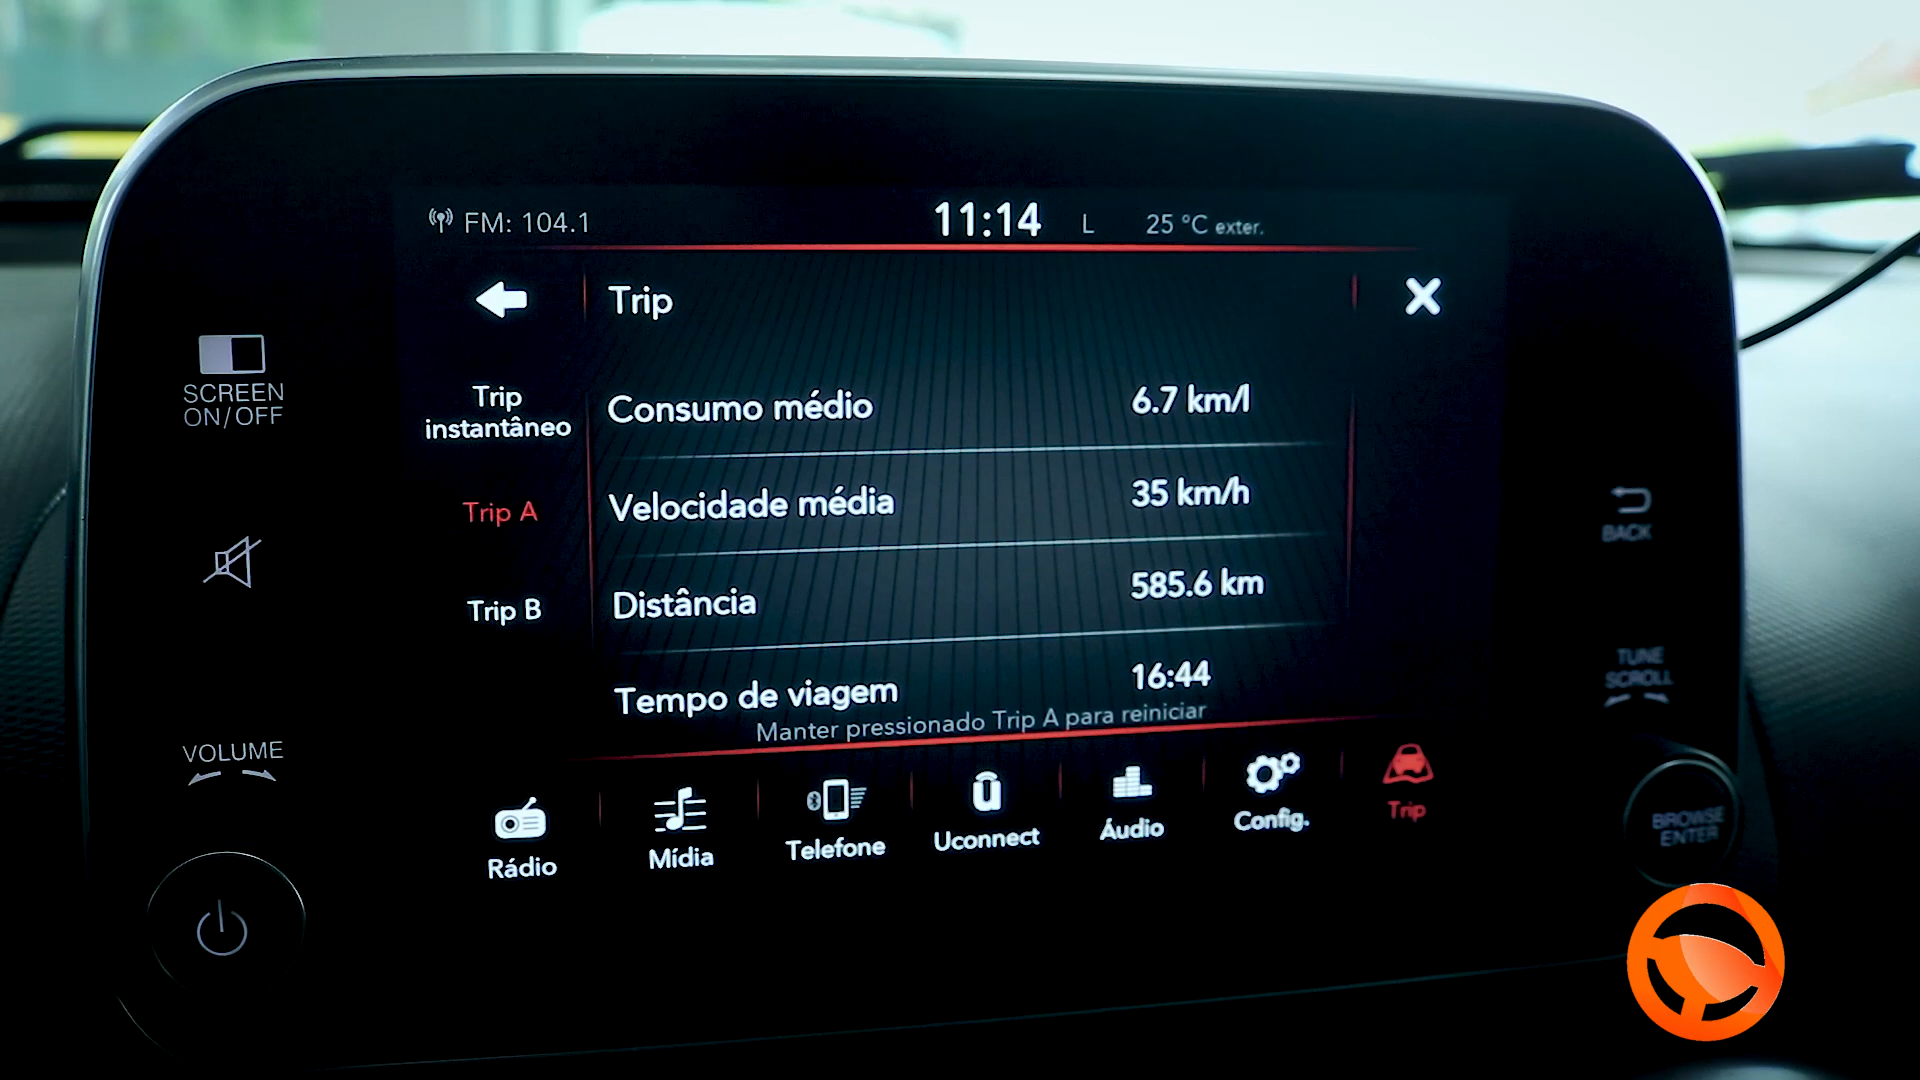 FM: 104.1
11:14
L
25 °C exter.
Trip
Trip
instantâneo
Trip A
Trip B
Consumo médio 6.7 km/l
Velocidade média 35 km/h
Distância 585.6 km
Tempo de viagem 16:44
Manter pressionado Trip A para reiniciar
Rádio
Mídia
Telefone
Uconnect
Áudio
Config.
Trip
SCREEN
ON/OFF
VOLUME
BACK
TUNE
SCROLL
BROWSE
ENTER